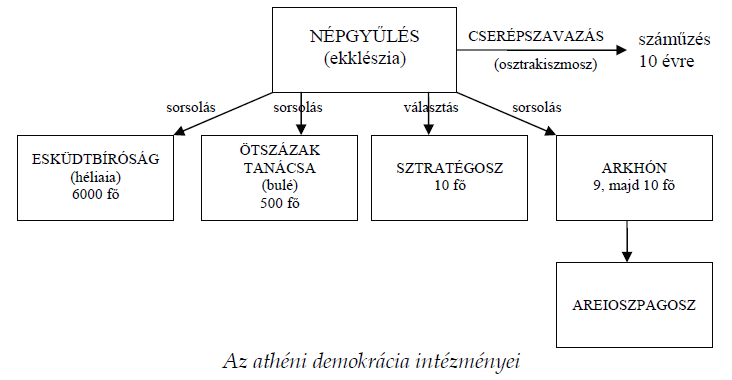 NÉPGYŰLÉS
(ekklészia)
CSERÉPSZAVAZÁS
(osztrakiszmosz)
száműzés
10 évre
sorsolás
sorsolás
választás
sorsolás
ESKÜDTBÍRÓSÁG
(héliaia)
6000 fő
ÖTSZÁZAK
TANÁCSA
(bulé)
500 fő
SZTRATÉGOSZ
10 fő
ARKHÓN
9, majd 10 fő
AREIOSZPAGOSZ
Az athéni demokrácia intézményei